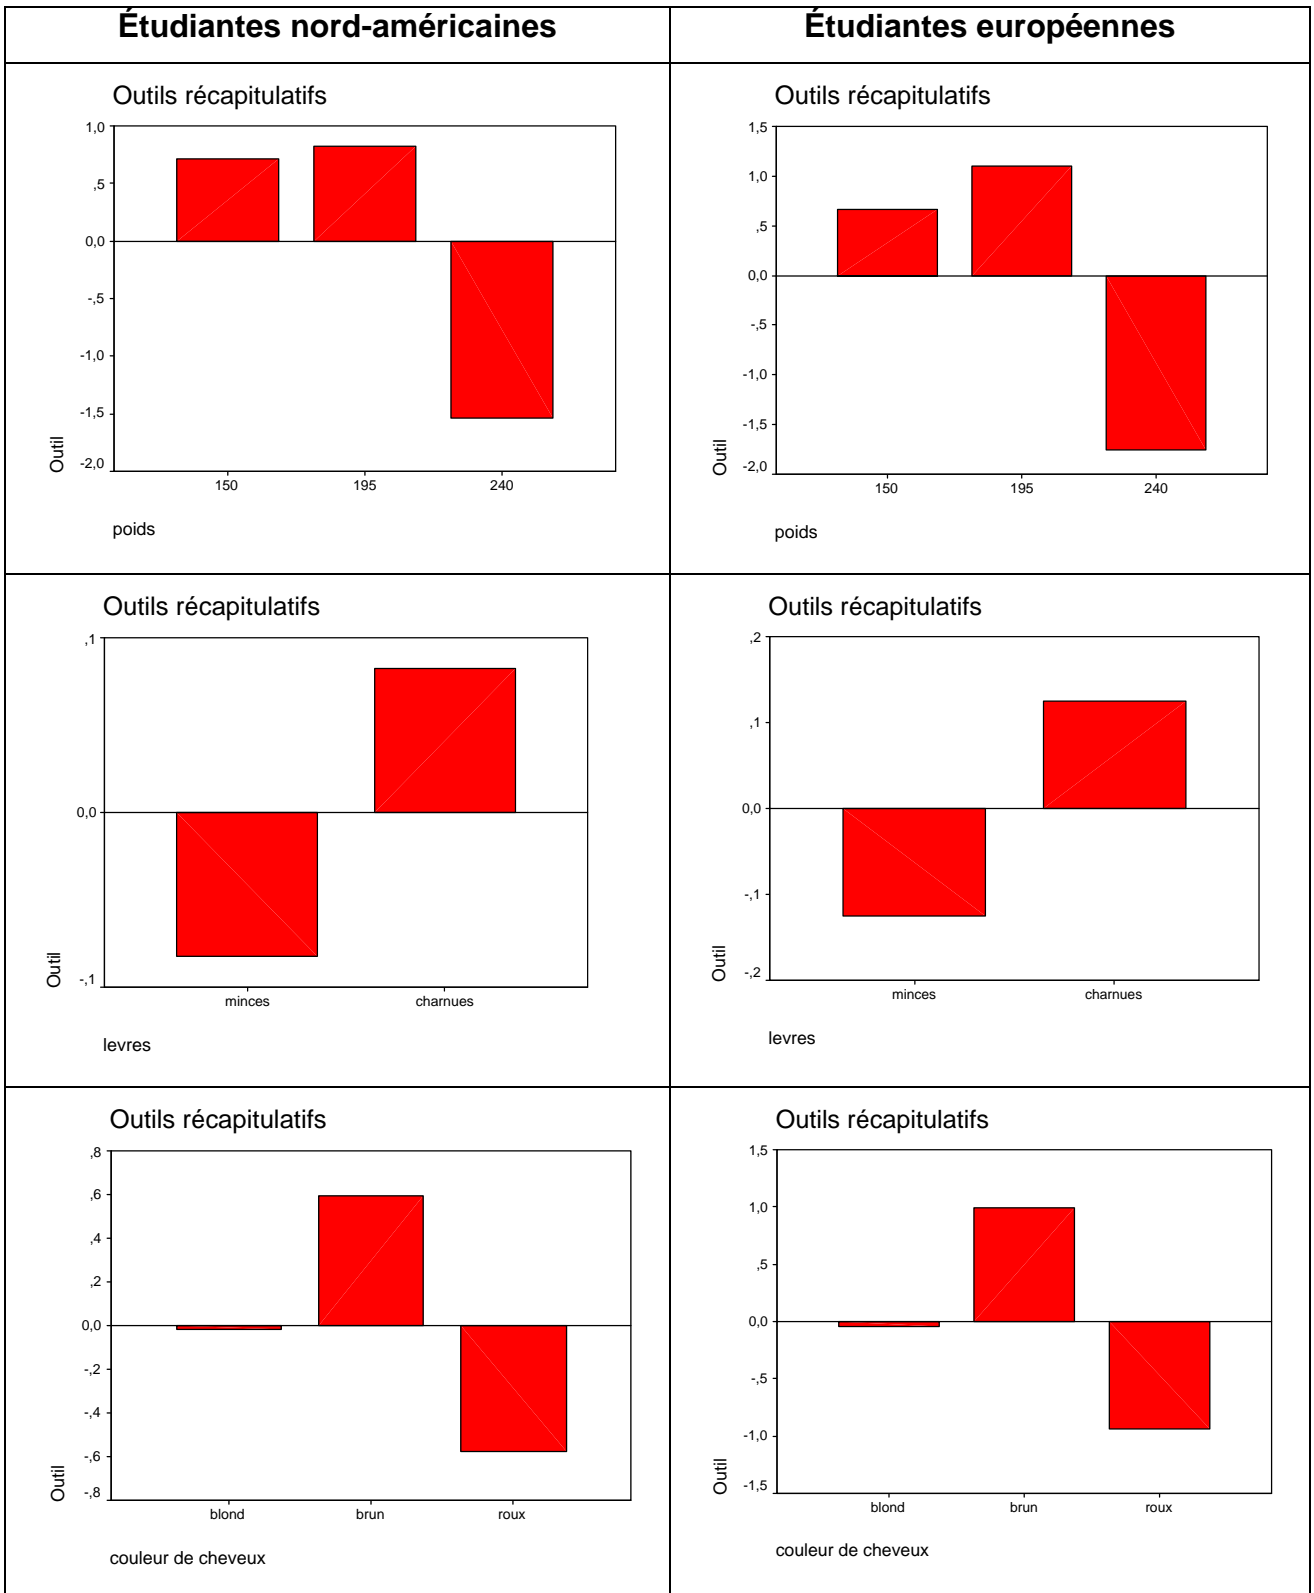 Étudiantes nord-américaines
Étudiantes européennes
Outils récapitulatifs
1,0
,5
0,0
-,5
-1,0
-1,5
-2,0
Outil
150 195 240
poids
Outils récapitulatifs
1,5
1,0
,5
0,0
-,5
-1,0
-1,5
-2,0
Outil
150 195 240
poids
Outils récapitulatifs
,1
0,0
-,1
Outil
minces charnues
levres
Outils récapitulatifs
,2
,1
0,0
-,1
-,2
Outil
minces charnues
levres
Outils récapitulatifs
,8
,6
,4
,2
0,0
-,2
-,4
-,6
-,8
Outil
blond brun roux
couleur de cheveux
Outils récapitulatifs
1,5
1,0
,5
0,0
-,5
-1,0
-1,5
Outil
blond brun roux
couleur de cheveux